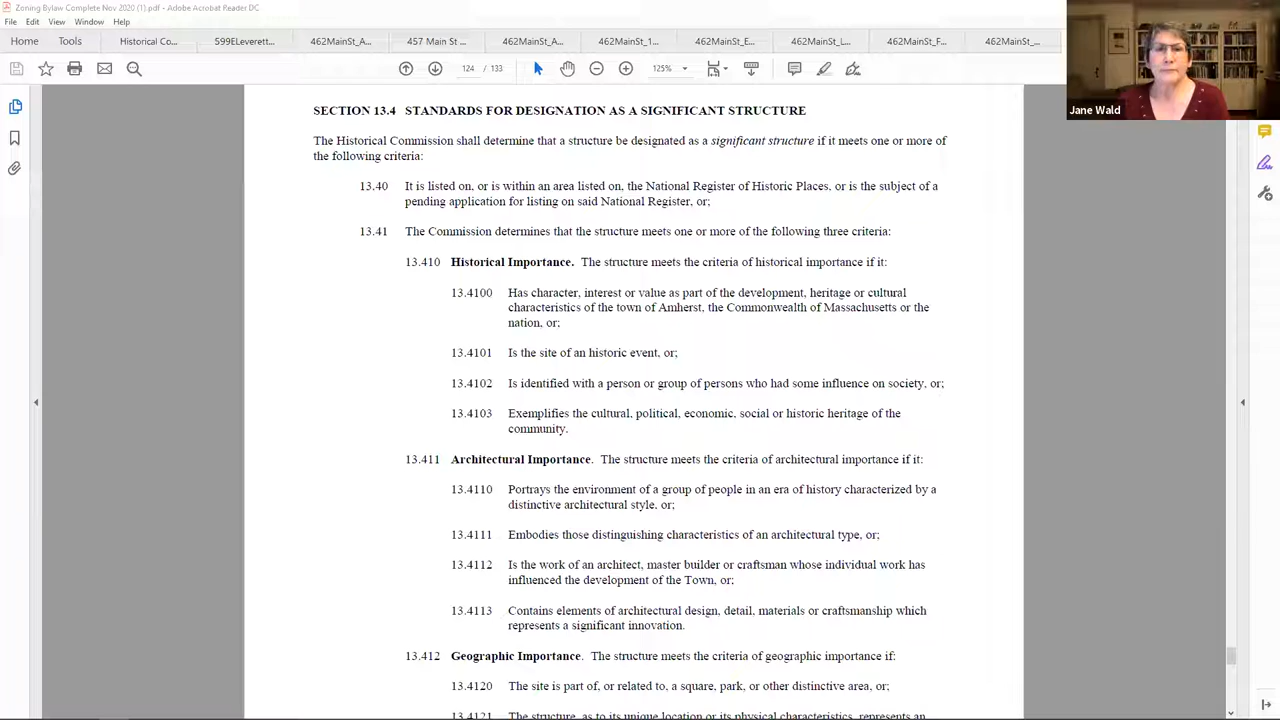 Zoning Bylaw Complete Nov 2020 (1).pdf - Adobe Acrobat Reader DC
File Edit View Window Help
Home Tools Historical Co... 599ELeverett... 462MainSt_A... 457 Main St ... 462MainSt_A... 462MainSt_1... 462MainSt_E... 462MainSt_L... 462MainSt_F... 462MainSt_...
124 / 133 125%
Jane Wald
SECTION 13.4 STANDARDS FOR DESIGNATION AS A SIGNIFICANT STRUCTURE
The Historical Commission shall determine that a structure be designated as a significant structure if it meets one or more of
the following criteria:
13.40 It is listed on, or is within an area listed on, the National Register of Historic Places, or is the subject of a
pending application for listing on said National Register, or;
13.41 The Commission determines that the structure meets one or more of the following three criteria:
13.410 Historical Importance. The structure meets the criteria of historical importance if it:
13.4100 Has character, interest or value as part of the development, heritage or cultural
characteristics of the town of Amherst, the Commonwealth of Massachusetts or the
nation, or;
13.4101 Is the site of an historic event, or;
13.4102 Is identified with a person or group of persons who had some influence on society, or;
13.4103 Exemplifies the cultural, political, economic, social or historic heritage of the
community.
13.411 Architectural Importance. The structure meets the criteria of architectural importance if it:
13.4110 Portrays the environment of a group of people in an era of history characterized by a
distinctive architectural style, or;
13.4111 Embodies those distinguishing characteristics of an architectural type, or;
13.4112 Is the work of an architect, master builder or craftsman whose individual work has
influenced the development of the Town, or;
13.4113 Contains elements of architectural design, detail, materials or craftsmanship which
represents a significant innovation.
13.412 Geographic Importance. The structure meets the criteria of geographic importance if:
13.4120 The site is part of, or related to, a square, park, or other distinctive area, or;
13.4121 The structure, as to its unique location or its physical characteristics, represents an